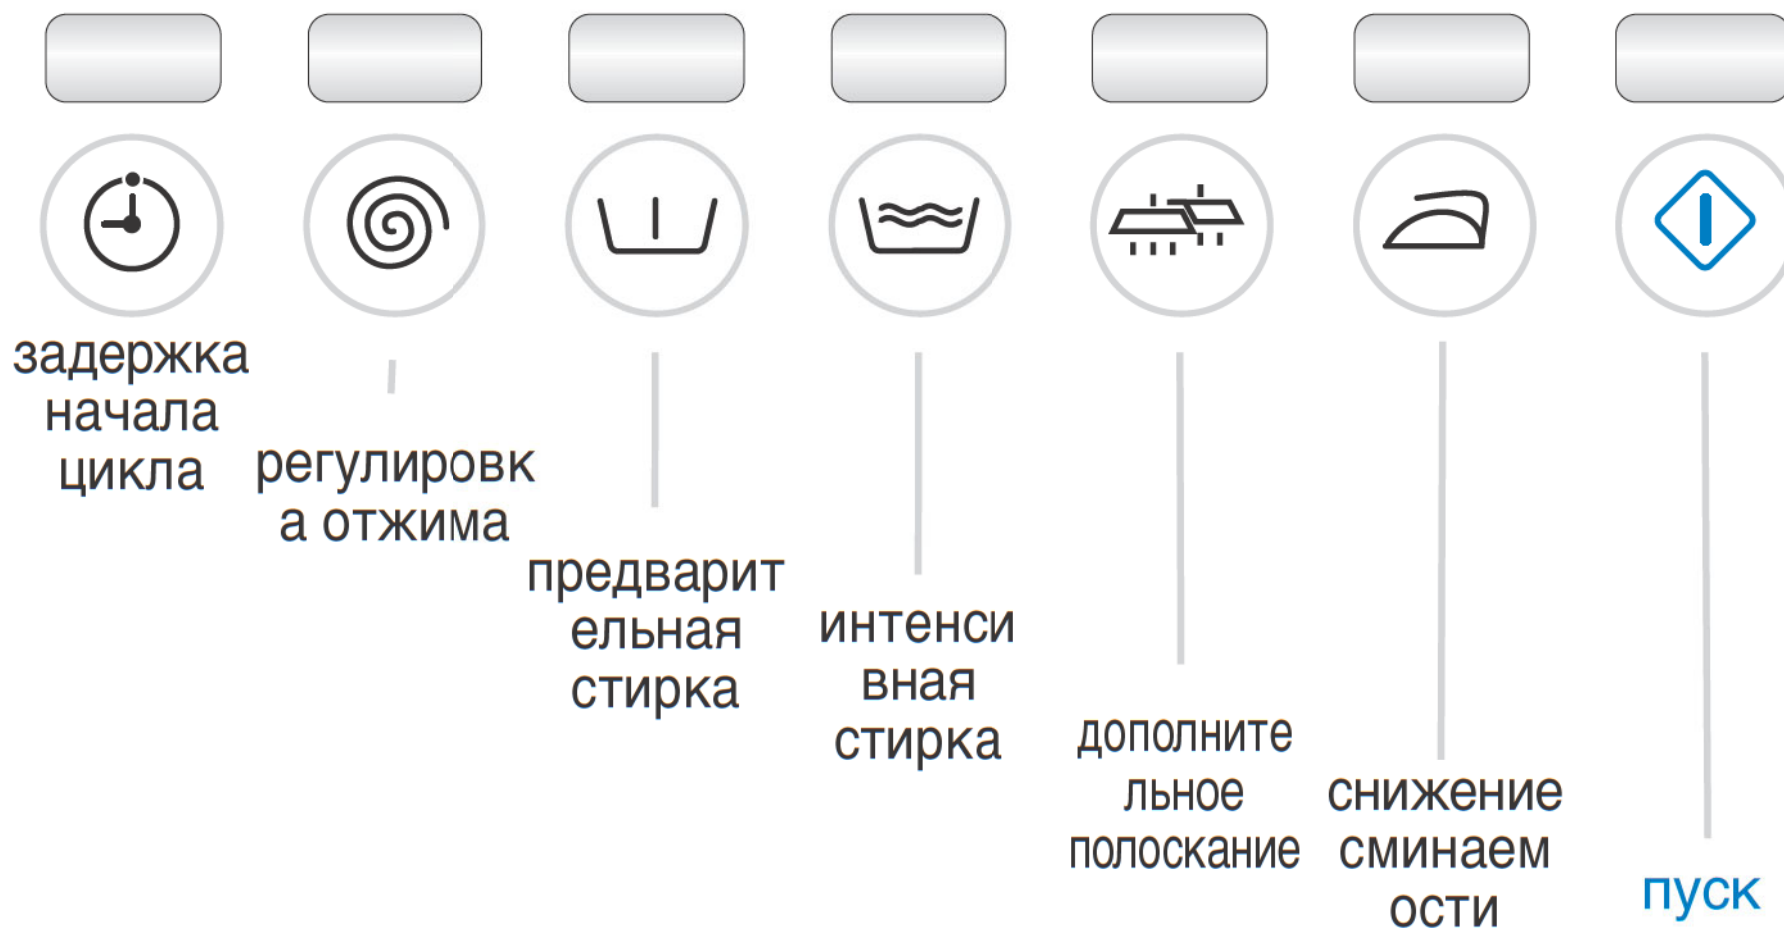 задержка
начала
цикла
регулировк
а отжима
предварит
ельная
стирка
интенси
вная
стирка
дополните
льное
полоскание
снижение
сминаем
ости
пуск